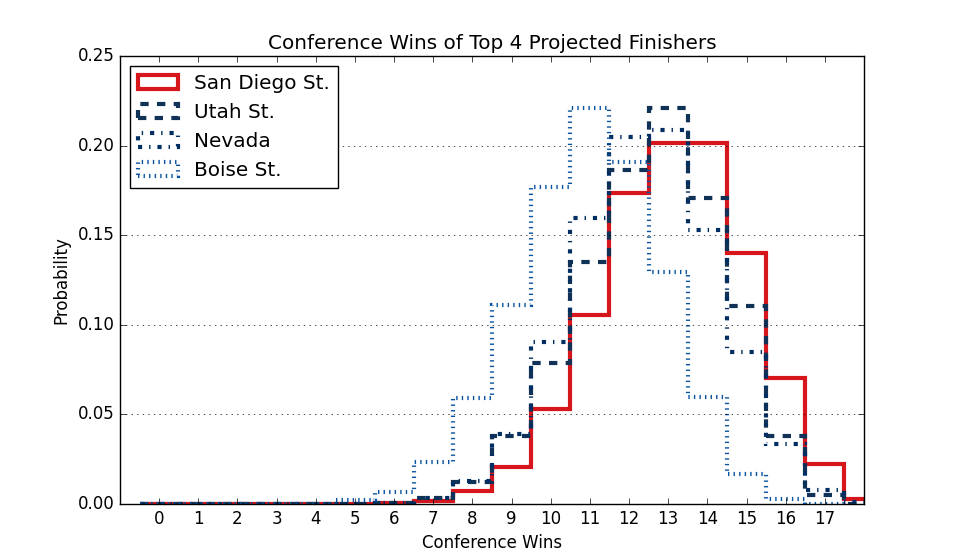 Conference Wins of Top 4 Projected Finishers
0.25
0.20
0.15
0.10
0.05
0.00
Probability
San Diego St.
Utah St.
Nevada
Boise St.
0 1 2 3 4 5 6 7 8 9 10 11 12 13 14 15 16 17
Conference Wins